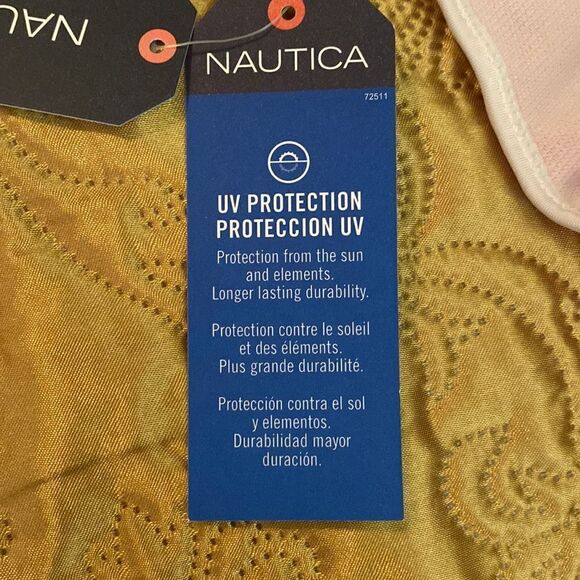 NAU
NAUTICA
72511
UV PROTECTION
PROTECCION UV
Protection from the sun
and elements.
Longer lasting durability.
Protection contre le soleil
et des éléments.
Plus grande durabilité.
Protección contra el sol
y elementos.
Durabilidad mayor
duración.